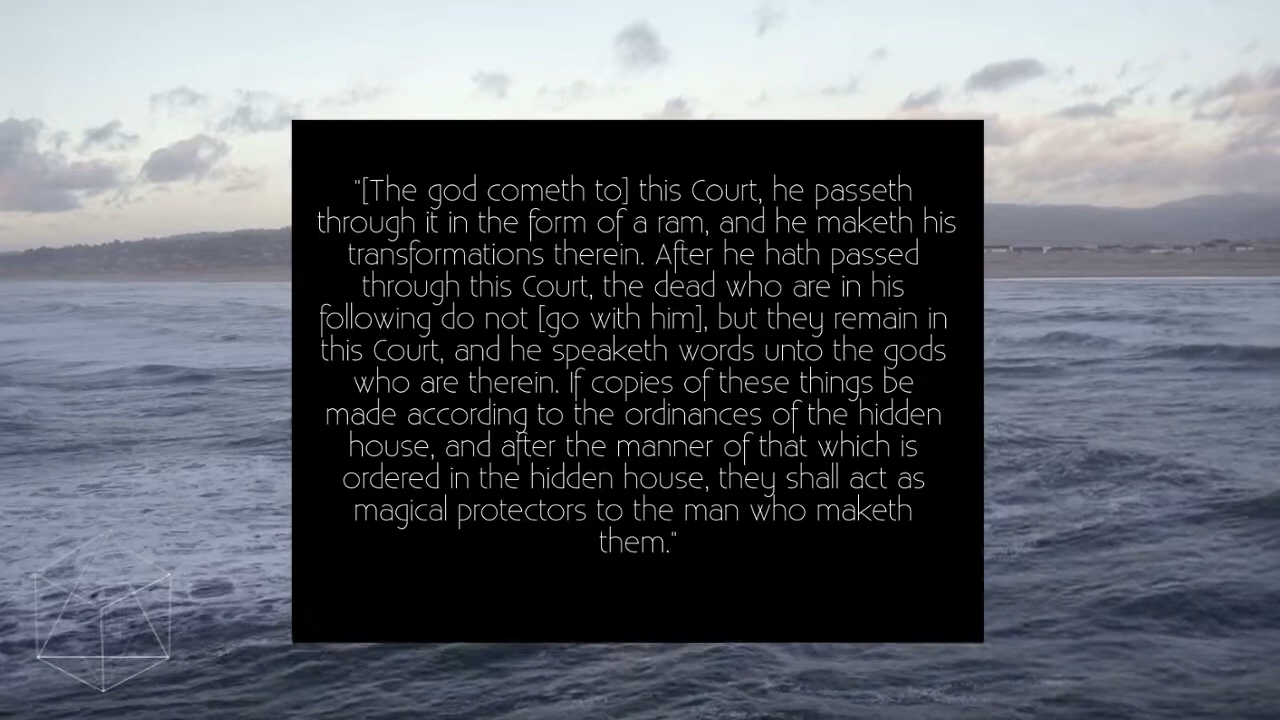 "[The god cometh to] this Court, he passeth
through it in the form of a ram, and he maketh his
transformations therein. After he hath passed
through this Court, the dead who are in his
following do not [go with him], but they remain in
this Court, and he speaketh words unto the gods
who are therein. If copies of these things be
made according to the ordinances of the hidden
house, and after the manner of that which is
ordered in the hidden house, they shall act as
magical protectors to the man who maketh
them."